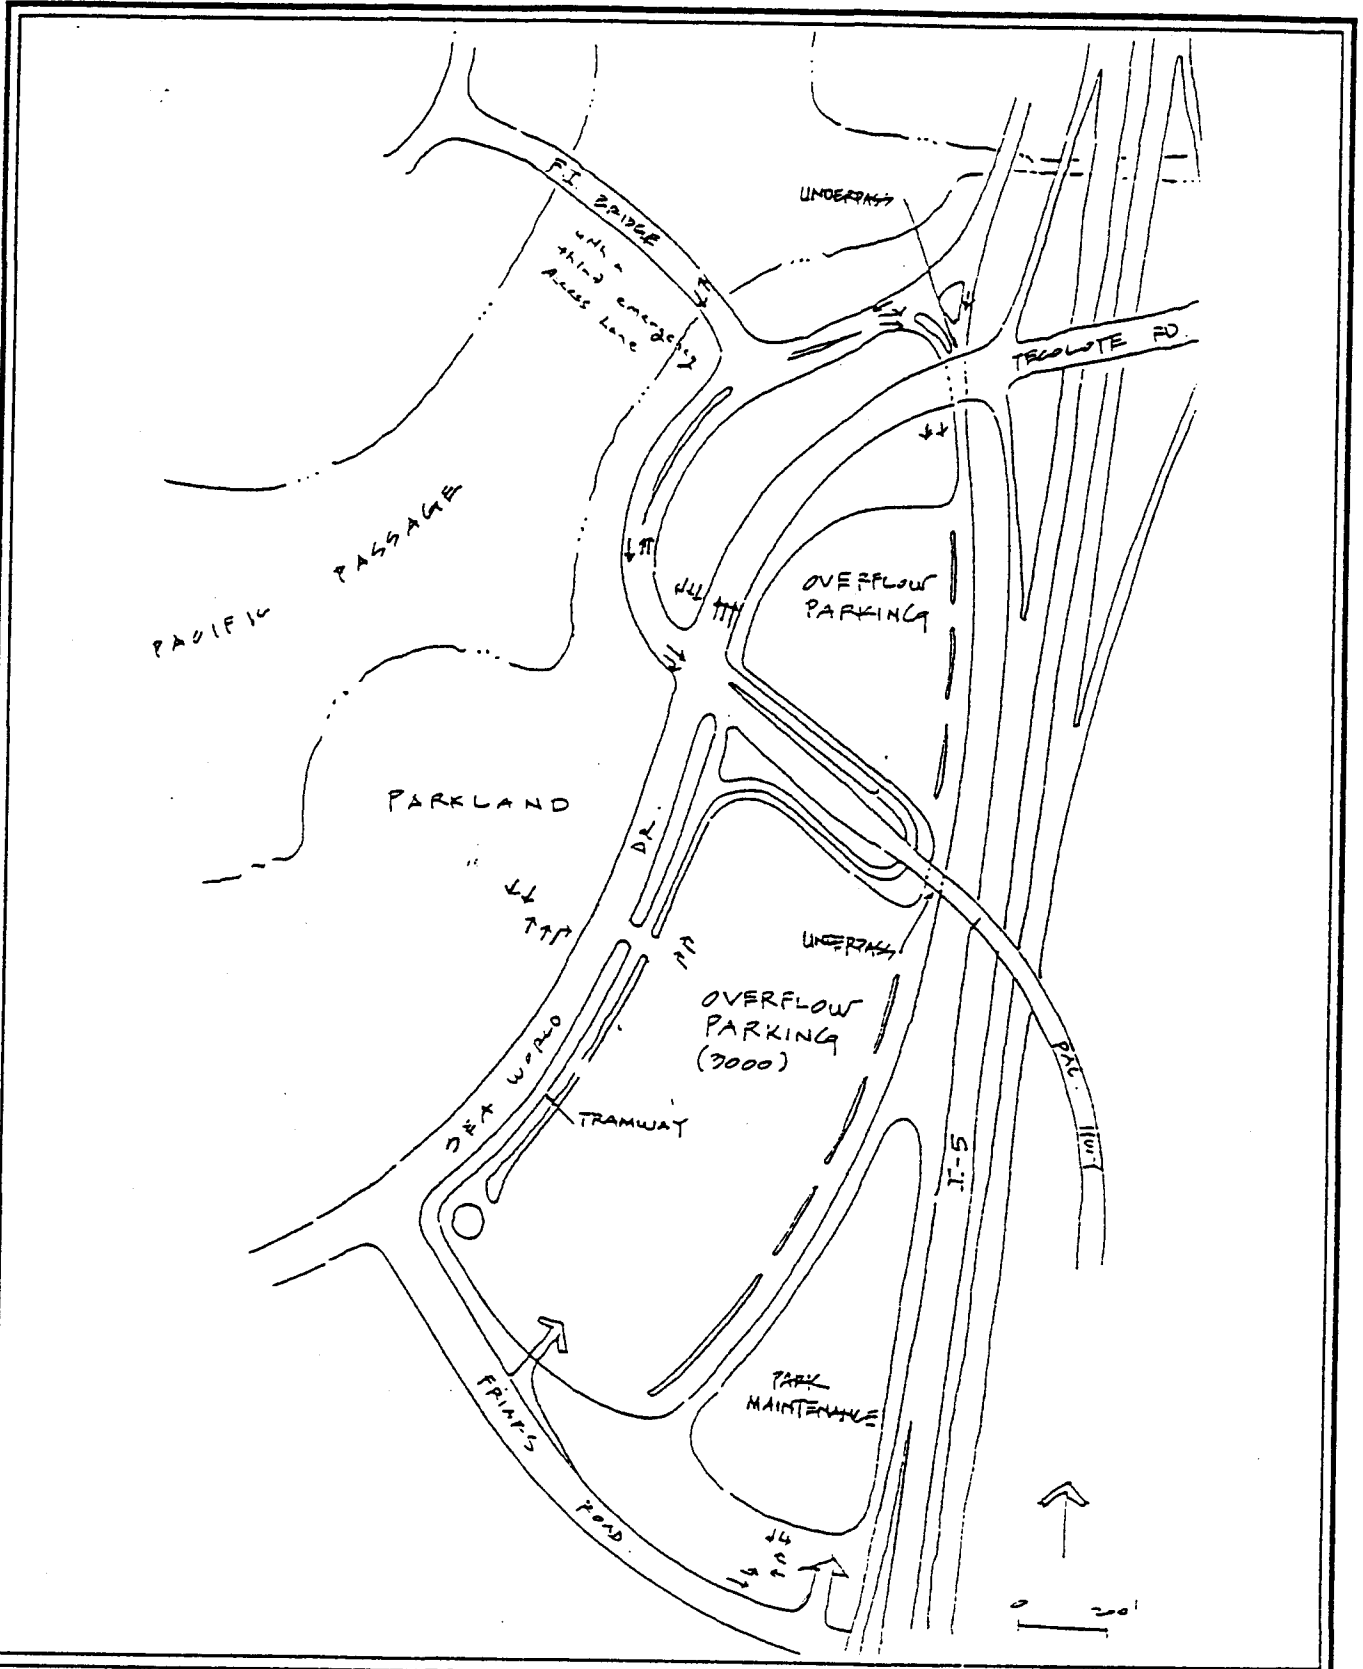 F.I. BRIDGE
with a
third emergency
Access Lane
UNDERPASS
TECOLOTE RD.
PACIFIC PASSAGE
OVERFLOW
PARKING
PARKLAND
SEA WORLD DR.
UNDERPASS
OVERFLOW
PARKING
(3000)
TRAMWAY
PAC. HWY
I-5
PARK
MAINTENANCE
FRIARS ROAD
0 200'